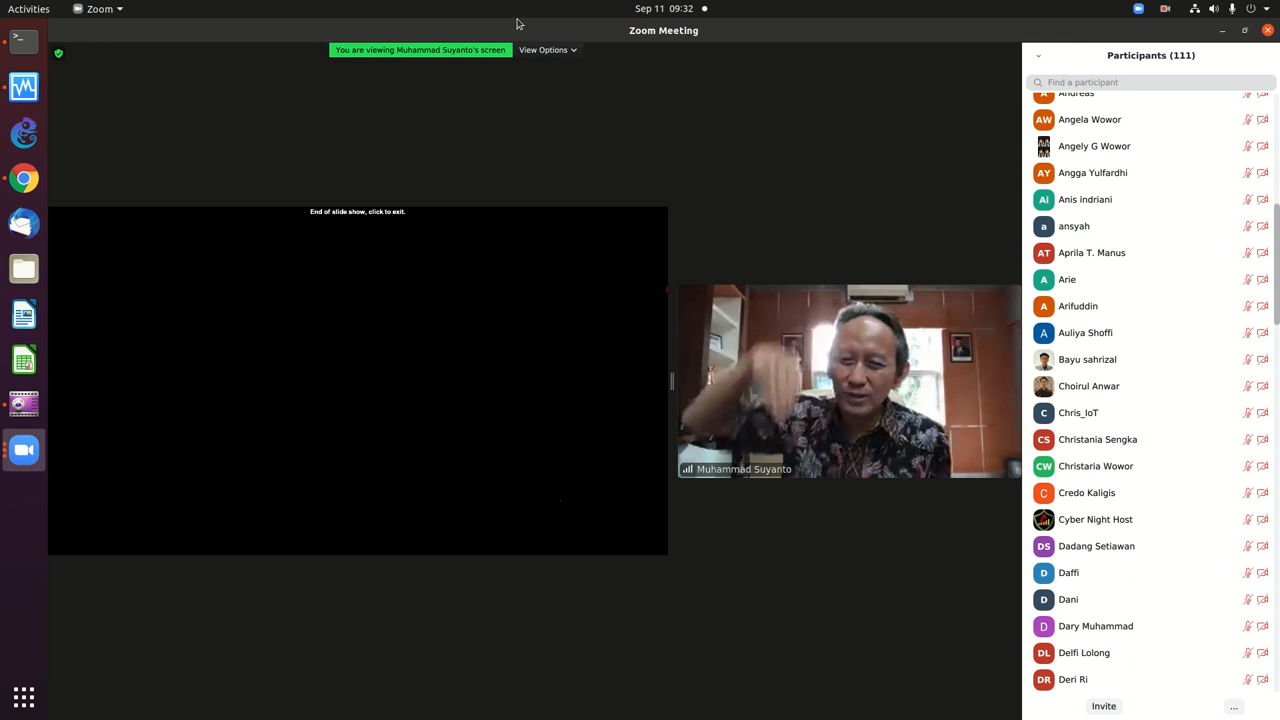 Activities
Zoom
Sep 11 09:32
Zoom Meeting
You are viewing Muhammad Suyanto's screen
View Options
End of slide show, click to exit.
Muhammad Suyanto
Participants (111)
Find a participant
A Andreas
AW Angela Wowor
Angely G Wowor
AY Angga Yulfardhi
Ai Anis indriani
a ansyah
AT Aprila T. Manus
A Arie
A Arifuddin
A Auliya Shoffi
Bayu sahrizal
Choirul Anwar
C Chris_IoT
CS Christania Sengka
CW Christaria Wowor
C Credo Kaligis
Cyber Night Host
DS Dadang Setiawan
D Daffi
D Dani
D Dary Muhammad
DL Delfi Lolong
DR Deri Ri
Invite
...